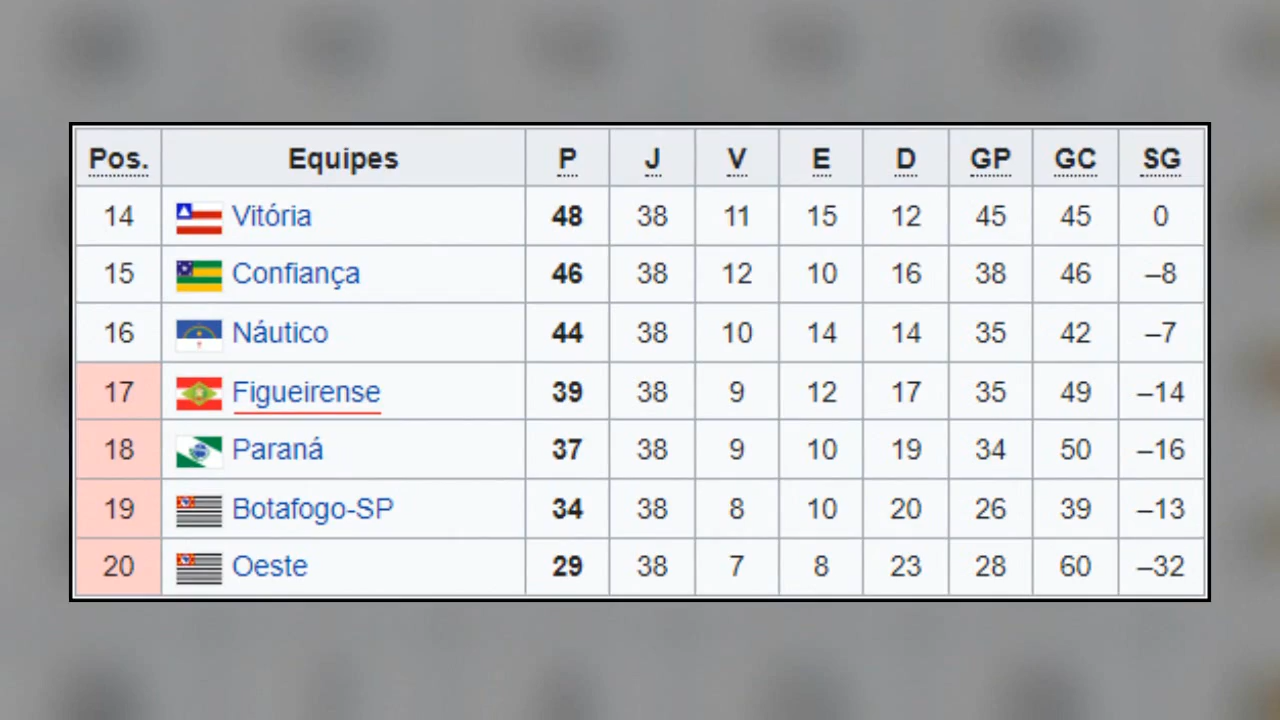 Pos. Equipes P J V E D GP GC SG
14 Vitória 48 38 11 15 12 45 45 0
15 Confiança 46 38 12 10 16 38 46 –8
16 Náutico 44 38 10 14 14 35 42 –7
17 Figueirense 39 38 9 12 17 35 49 –14
18 Paraná 37 38 9 10 19 34 50 –16
19 Botafogo-SP 34 38 8 10 20 26 39 –13
20 Oeste 29 38 7 8 23 28 60 –32